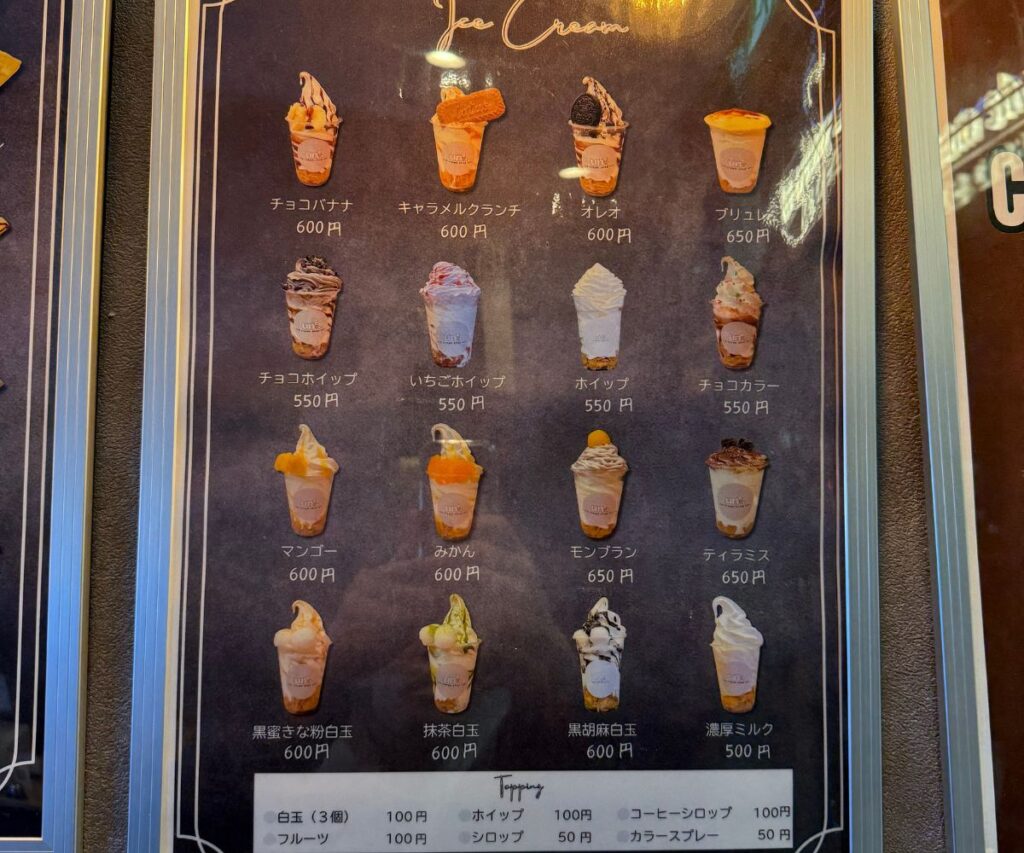 Ice Cream
チョコバナナ キャラメルクランチ オレオ ブリュレ
600円 600円 600円 650円
チョコホイップ いちごホイップ ホイップ チョコカラー
550円 550円 550円 550円
マンゴー みかん モンブラン ティラミス
600円 600円 650円 650円
黒蜜きな粉白玉 抹茶白玉 黒胡麻白玉 濃厚ミルク
600円 600円 600円 500円
Topping
白玉（3個） 100円 ホイップ 100円 コーヒーシロップ 100円
フルーツ 100円 シロップ 50円 カラースプレー 50円